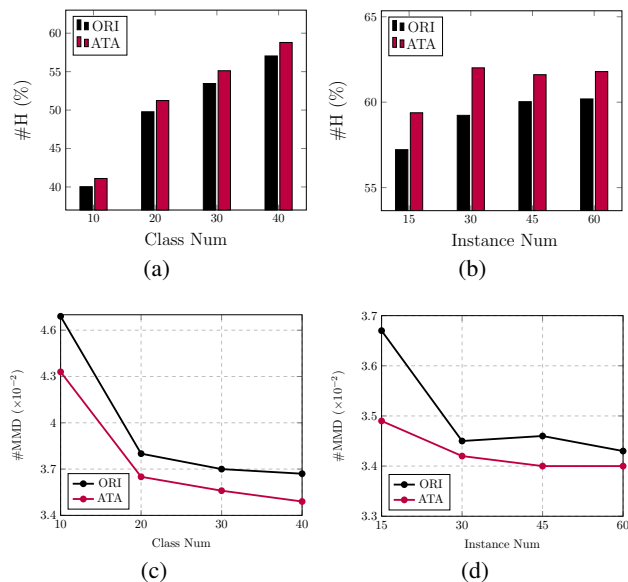 ORI
ATA
60
55
50
45
40
#H (%)
10 20 30 40
Class Num
(a)
ORI
ATA
65
60
55
#H (%)
15 30 45 60
Instance Num
(b)
4.6
4.3
4
3.7
3.4
#MMD (×10⁻²)
ORI
ATA
10 20 30 40
Class Num
(c)
3.7
3.6
3.5
3.4
3.3
#MMD (×10⁻²)
ORI
ATA
15 30 45 60
Instance Num
(d)